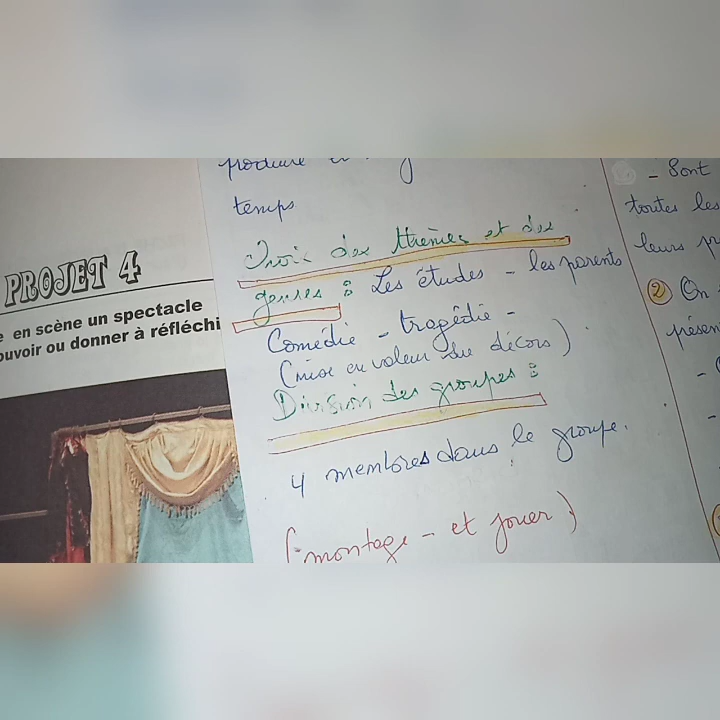 PROJET 4
en scène un spectacle
ouvoir ou donner à réfléchi
produire
temps
Choix des thèmes et des
genres : Les études - les parents
Comédie - tragédie -
(mise en valeur du décors)
Division des groupes :
4 membres dans le groupe.
(-montage - et jouer)
- Sont
toutes les
leurs
2 On
présen